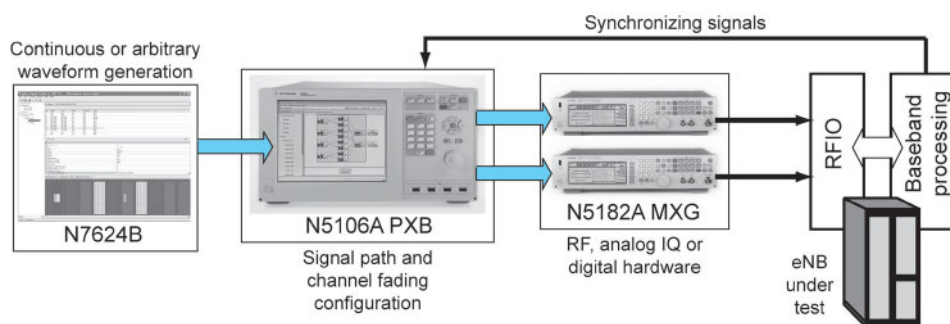 Synchronizing signals
Continuous or arbitrary
waveform generation
N7624B
N5106A PXB
Signal path and
channel fading
configuration
N5182A MXG
RF, analog IQ or
digital hardware
RFIO
Baseband
processing
eNB
under
test